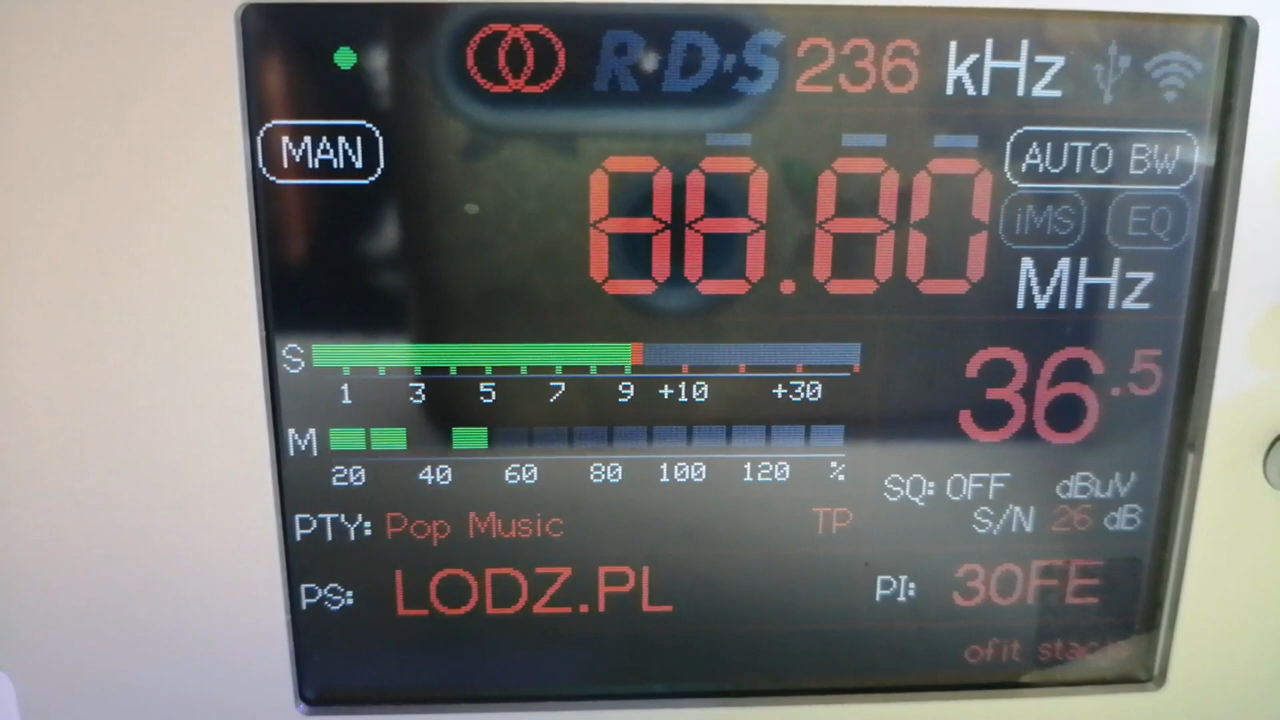 R·D·S 236 kHz
MAN 88.80 AUTO BW
iMS EQ
MHz
S
1 3 5 7 9 +10 +30
36.5
M
20 40 60 80 100 120 %
SQ: OFF dBuV
PTY: Pop Music TP S/N 26 dB
PS: LODZ.PL PI: 30FE
ofit